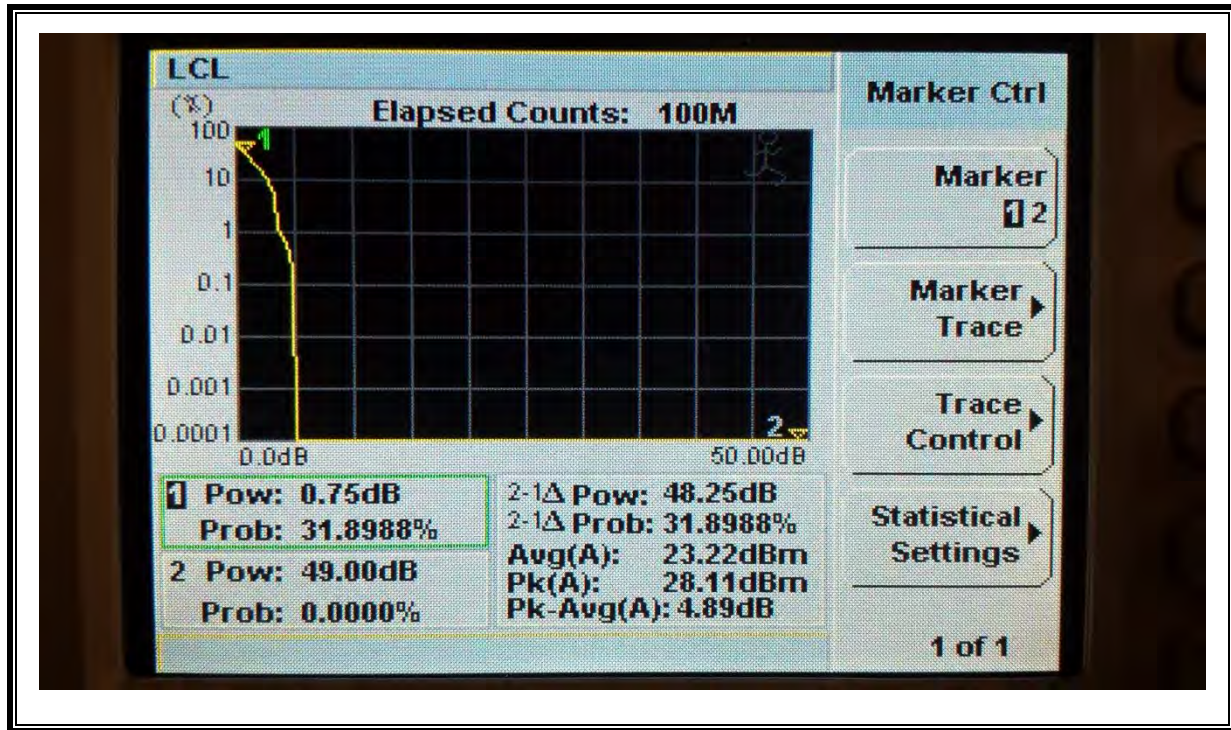 LCL
(%)
Elapsed Counts: 100M
100
10
1
0.1
0.01
0.001
0.0001
1
2
0.0dB
50.00dB
1 Pow: 0.75dB
Prob: 31.8988%
2 Pow: 49.00dB
Prob: 0.0000%
2-1Δ Pow: 48.25dB
2-1Δ Prob: 31.8988%
Avg(A): 23.22dBm
Pk(A): 28.11dBm
Pk-Avg(A): 4.89dB
Marker Ctrl
Marker
1 2
Marker
Trace
Trace
Control
Statistical
Settings
1 of 1